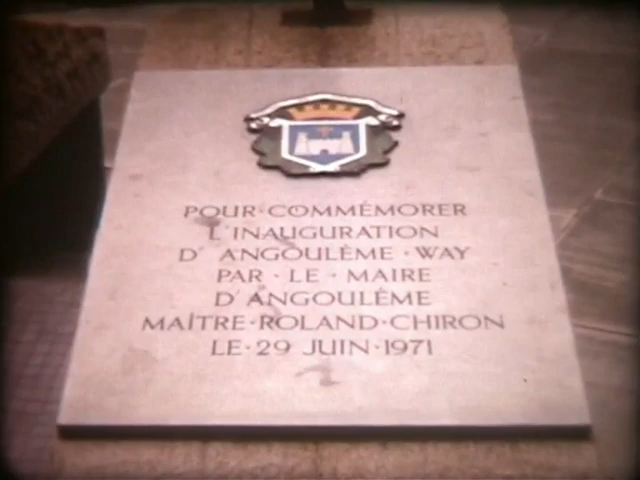 POUR·COMMÉMORER
L'INAUGURATION
D'ANGOULÊME·WAY
PAR·LE·MAIRE
D'ANGOULÊME
MAÎTRE·ROLAND·CHIRON
LE·29 JUIN·1971